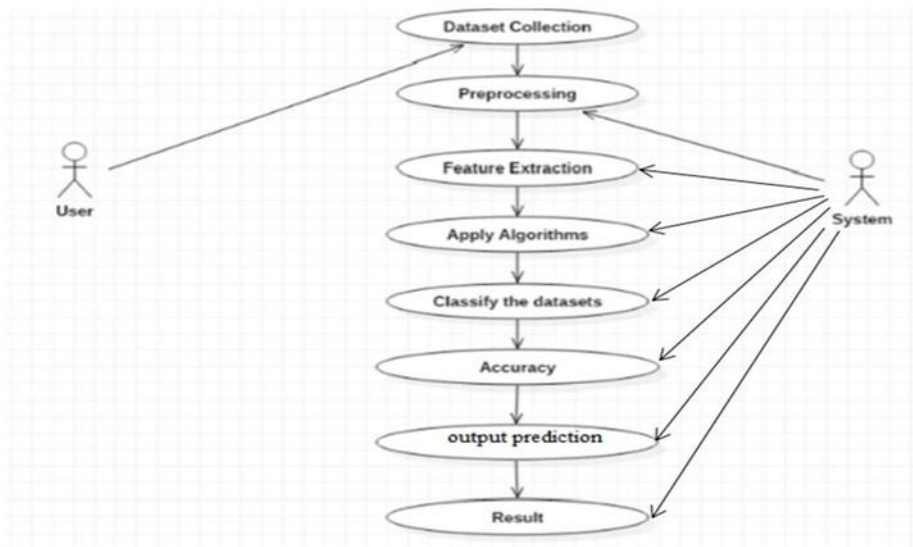 Dataset Collection
Preprocessing
Feature Extraction
User
System
Apply Algorithms
Classify the datasets
Accuracy
output prediction
Result